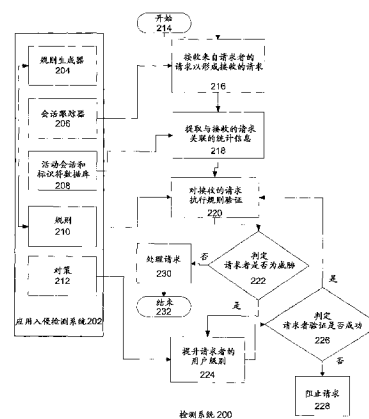 开始
214
规则生成器
204
接收来自请求者的
请求以形成接收的请求
216
会话跟踪器
206
提取与接收的请求
关联的统计信息
218
活动会话和
标识符数据库
208
对接收的请求
执行规则验证
220
规则
210
处理请求
230
否
判定
请求者是否为威胁
222
是
对策
212
结束
232
判定
请求者验证是否成功
226
是
应用入侵检测系统202
提升请求者的
用户级别
224
否
阻止请求
228
检测系统 200